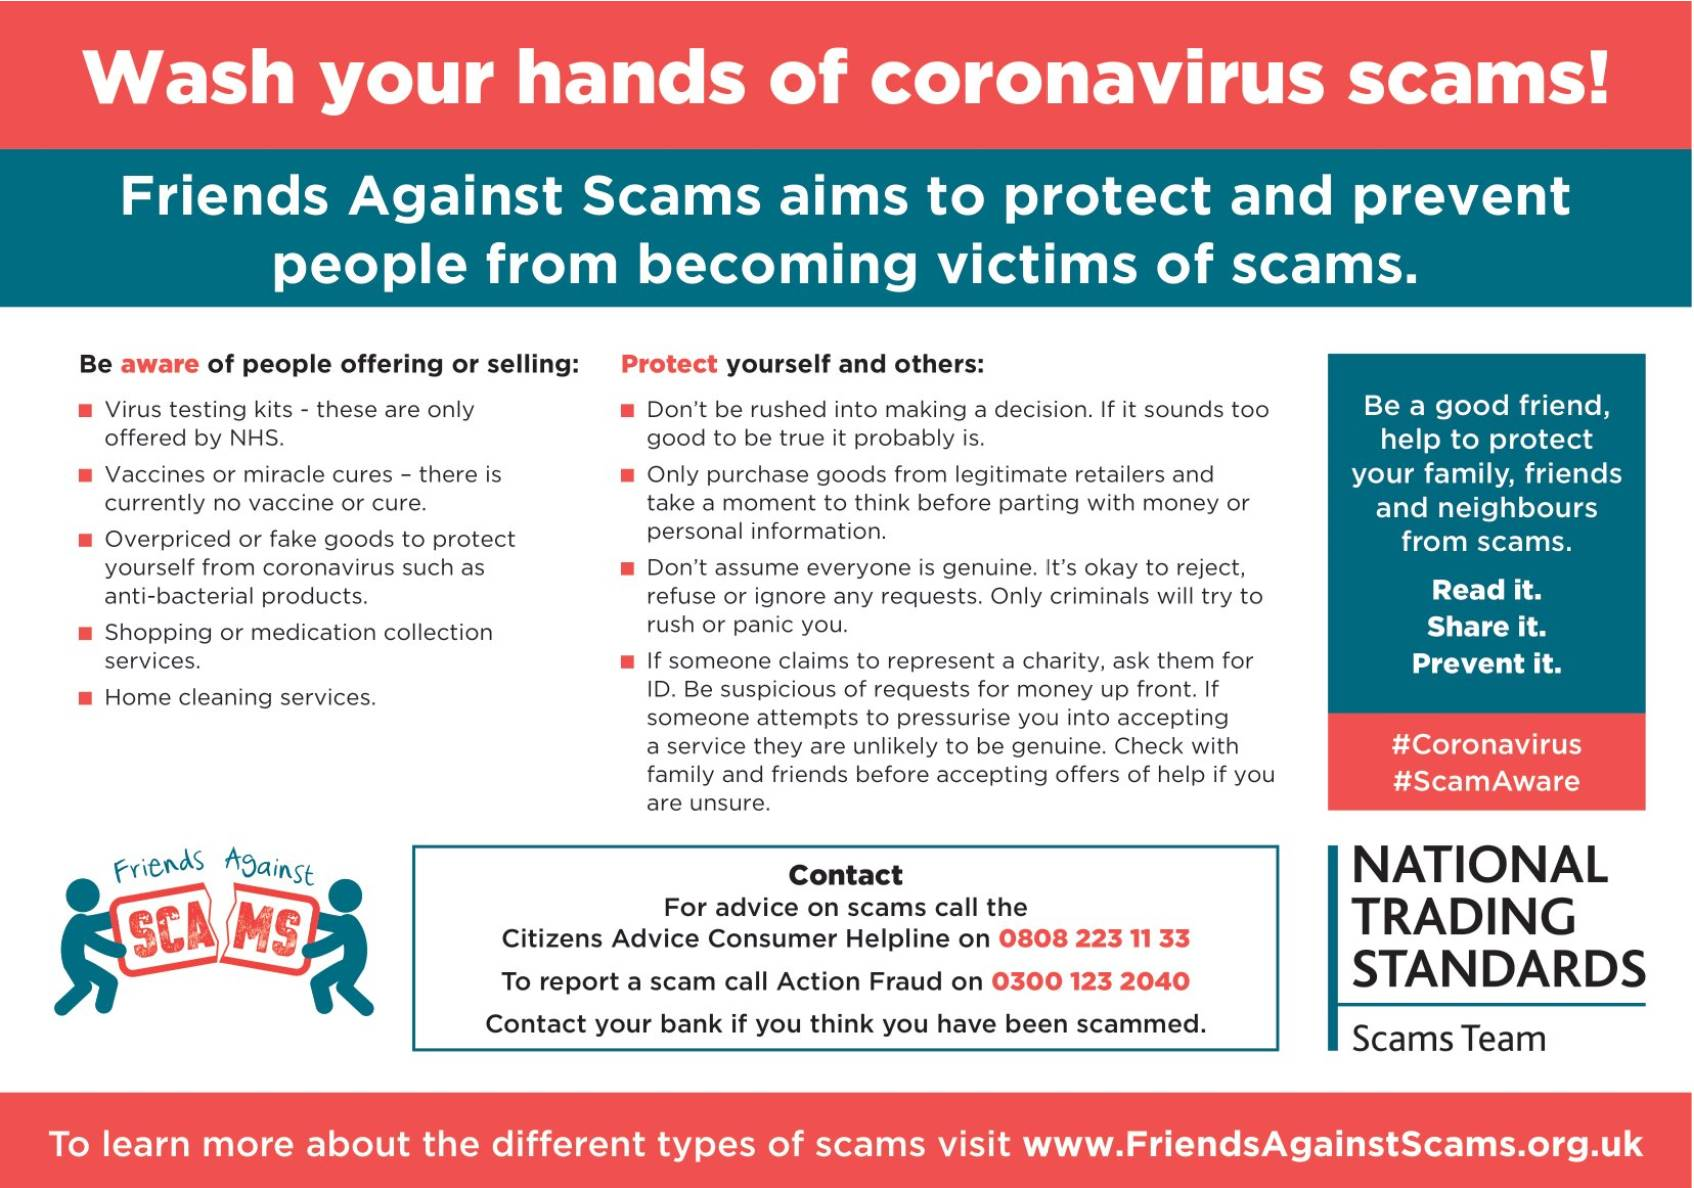 Wash your hands of coronavirus scams!
Friends Against Scams aims to protect and prevent
people from becoming victims of scams.
Be aware of people offering or selling:
■ Virus testing kits - these are only
offered by NHS.
■ Vaccines or miracle cures – there is
currently no vaccine or cure.
■ Overpriced or fake goods to protect
yourself from coronavirus such as
anti-bacterial products.
■ Shopping or medication collection
services.
■ Home cleaning services.
Protect yourself and others:
■ Don't be rushed into making a decision. If it sounds too
good to be true it probably is.
■ Only purchase goods from legitimate retailers and
take a moment to think before parting with money or
personal information.
■ Don't assume everyone is genuine. It's okay to reject,
refuse or ignore any requests. Only criminals will try to
rush or panic you.
■ If someone claims to represent a charity, ask them for
ID. Be suspicious of requests for money up front. If
someone attempts to pressurise you into accepting
a service they are unlikely to be genuine. Check with
family and friends before accepting offers of help if you
are unsure.
Be a good friend,
help to protect
your family, friends
and neighbours
from scams.
Read it.
Share it.
Prevent it.
#Coronavirus
#ScamAware
Friends Against
SCAMS
Contact
For advice on scams call the
Citizens Advice Consumer Helpline on 0808 223 11 33
To report a scam call Action Fraud on 0300 123 2040
Contact your bank if you think you have been scammed.
NATIONAL
TRADING
STANDARDS
Scams Team
To learn more about the different types of scams visit www.FriendsAgainstScams.org.uk